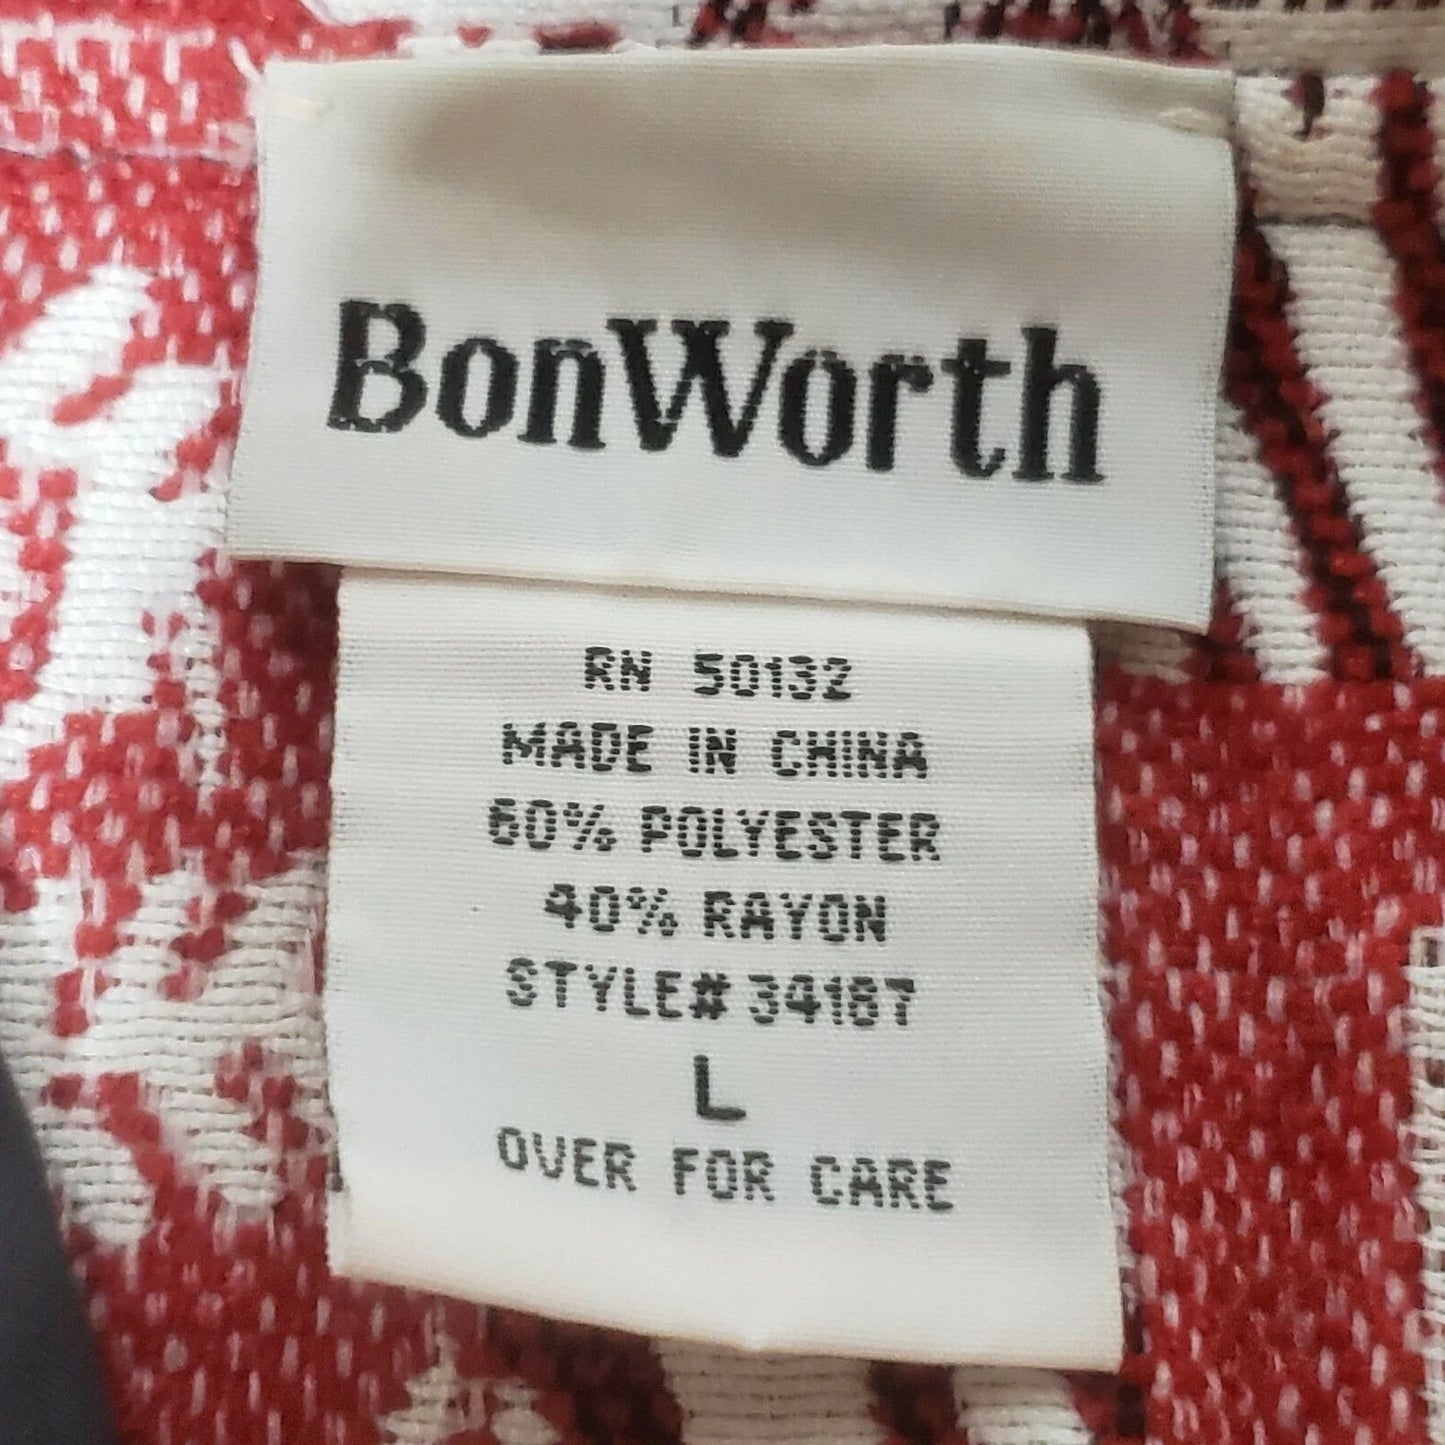 BonWorth
RN 50132
MADE IN CHINA
60% POLYESTER
40% RAYON
STYLE# 34187
L
OVER FOR CARE